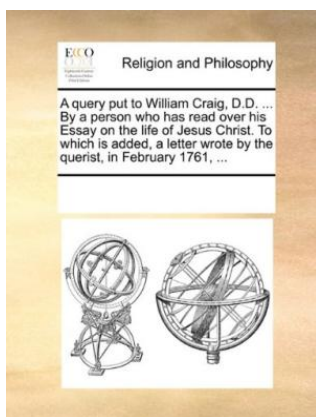 ECCO
Religion and Philosophy
A query put to William Craig, D.D. ...
By a person who has read over his
Essay on the life of Jesus Christ. To
which is added, a letter wrote by the
querist, in February 1761, ...